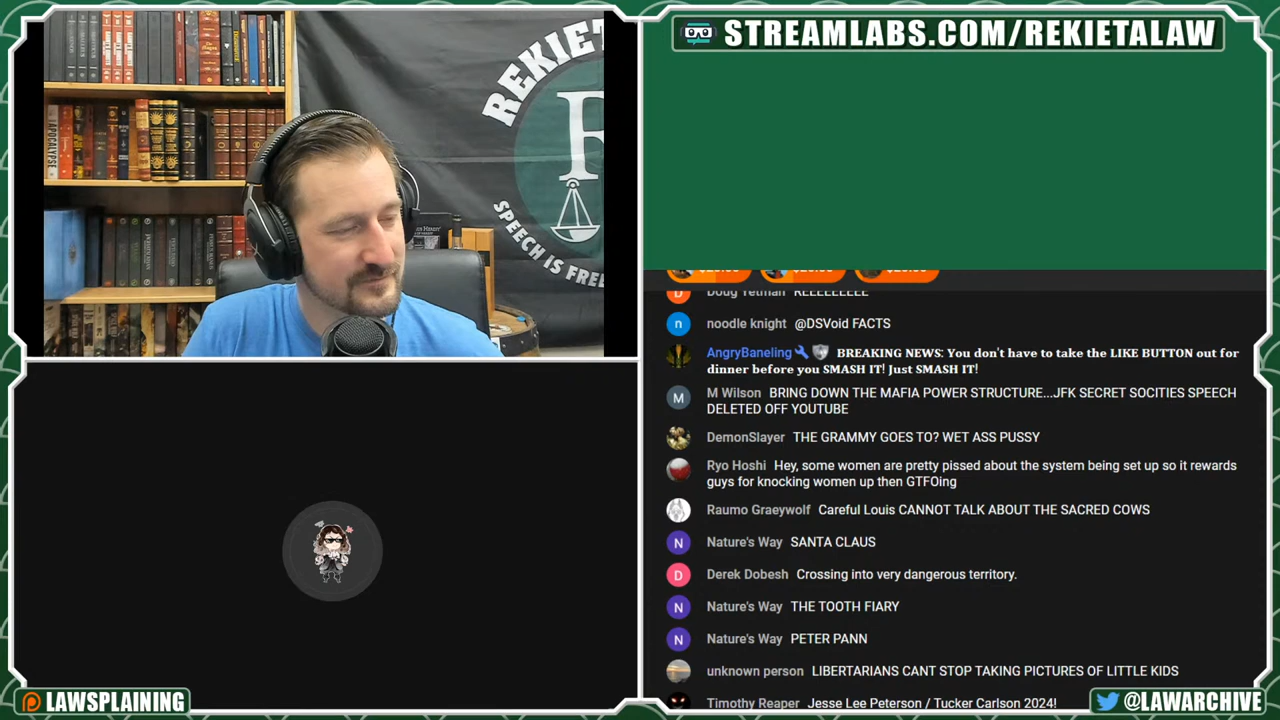 STREAMLABS.COM/REKIETALAW
REKIET
SPEECH IS FREE
APOCALYPSE
Doug Yetman REEEEEEEE
noodle knight @DSVoid FACTS
AngryBaneling BREAKING NEWS: You don't have to take the LIKE BUTTON out for
dinner before you SMASH IT! Just SMASH IT!
M Wilson BRING DOWN THE MAFIA POWER STRUCTURE...JFK SECRET SOCITIES SPEECH
DELETED OFF YOUTUBE
DemonSlayer THE GRAMMY GOES TO? WET ASS PUSSY
Ryo Hoshi Hey, some women are pretty pissed about the system being set up so it rewards
guys for knocking women up then GTFOing
Raumo Graeywolf Careful Louis CANNOT TALK ABOUT THE SACRED COWS
N Nature's Way SANTA CLAUS
D Derek Dobesh Crossing into very dangerous territory.
N Nature's Way THE TOOTH FIARY
N Nature's Way PETER PANN
unknown person LIBERTARIANS CANT STOP TAKING PICTURES OF LITTLE KIDS
Timothy Reaper Jesse Lee Peterson / Tucker Carlson 2024!
LAWSPLAINING
@LAWARCHIVE